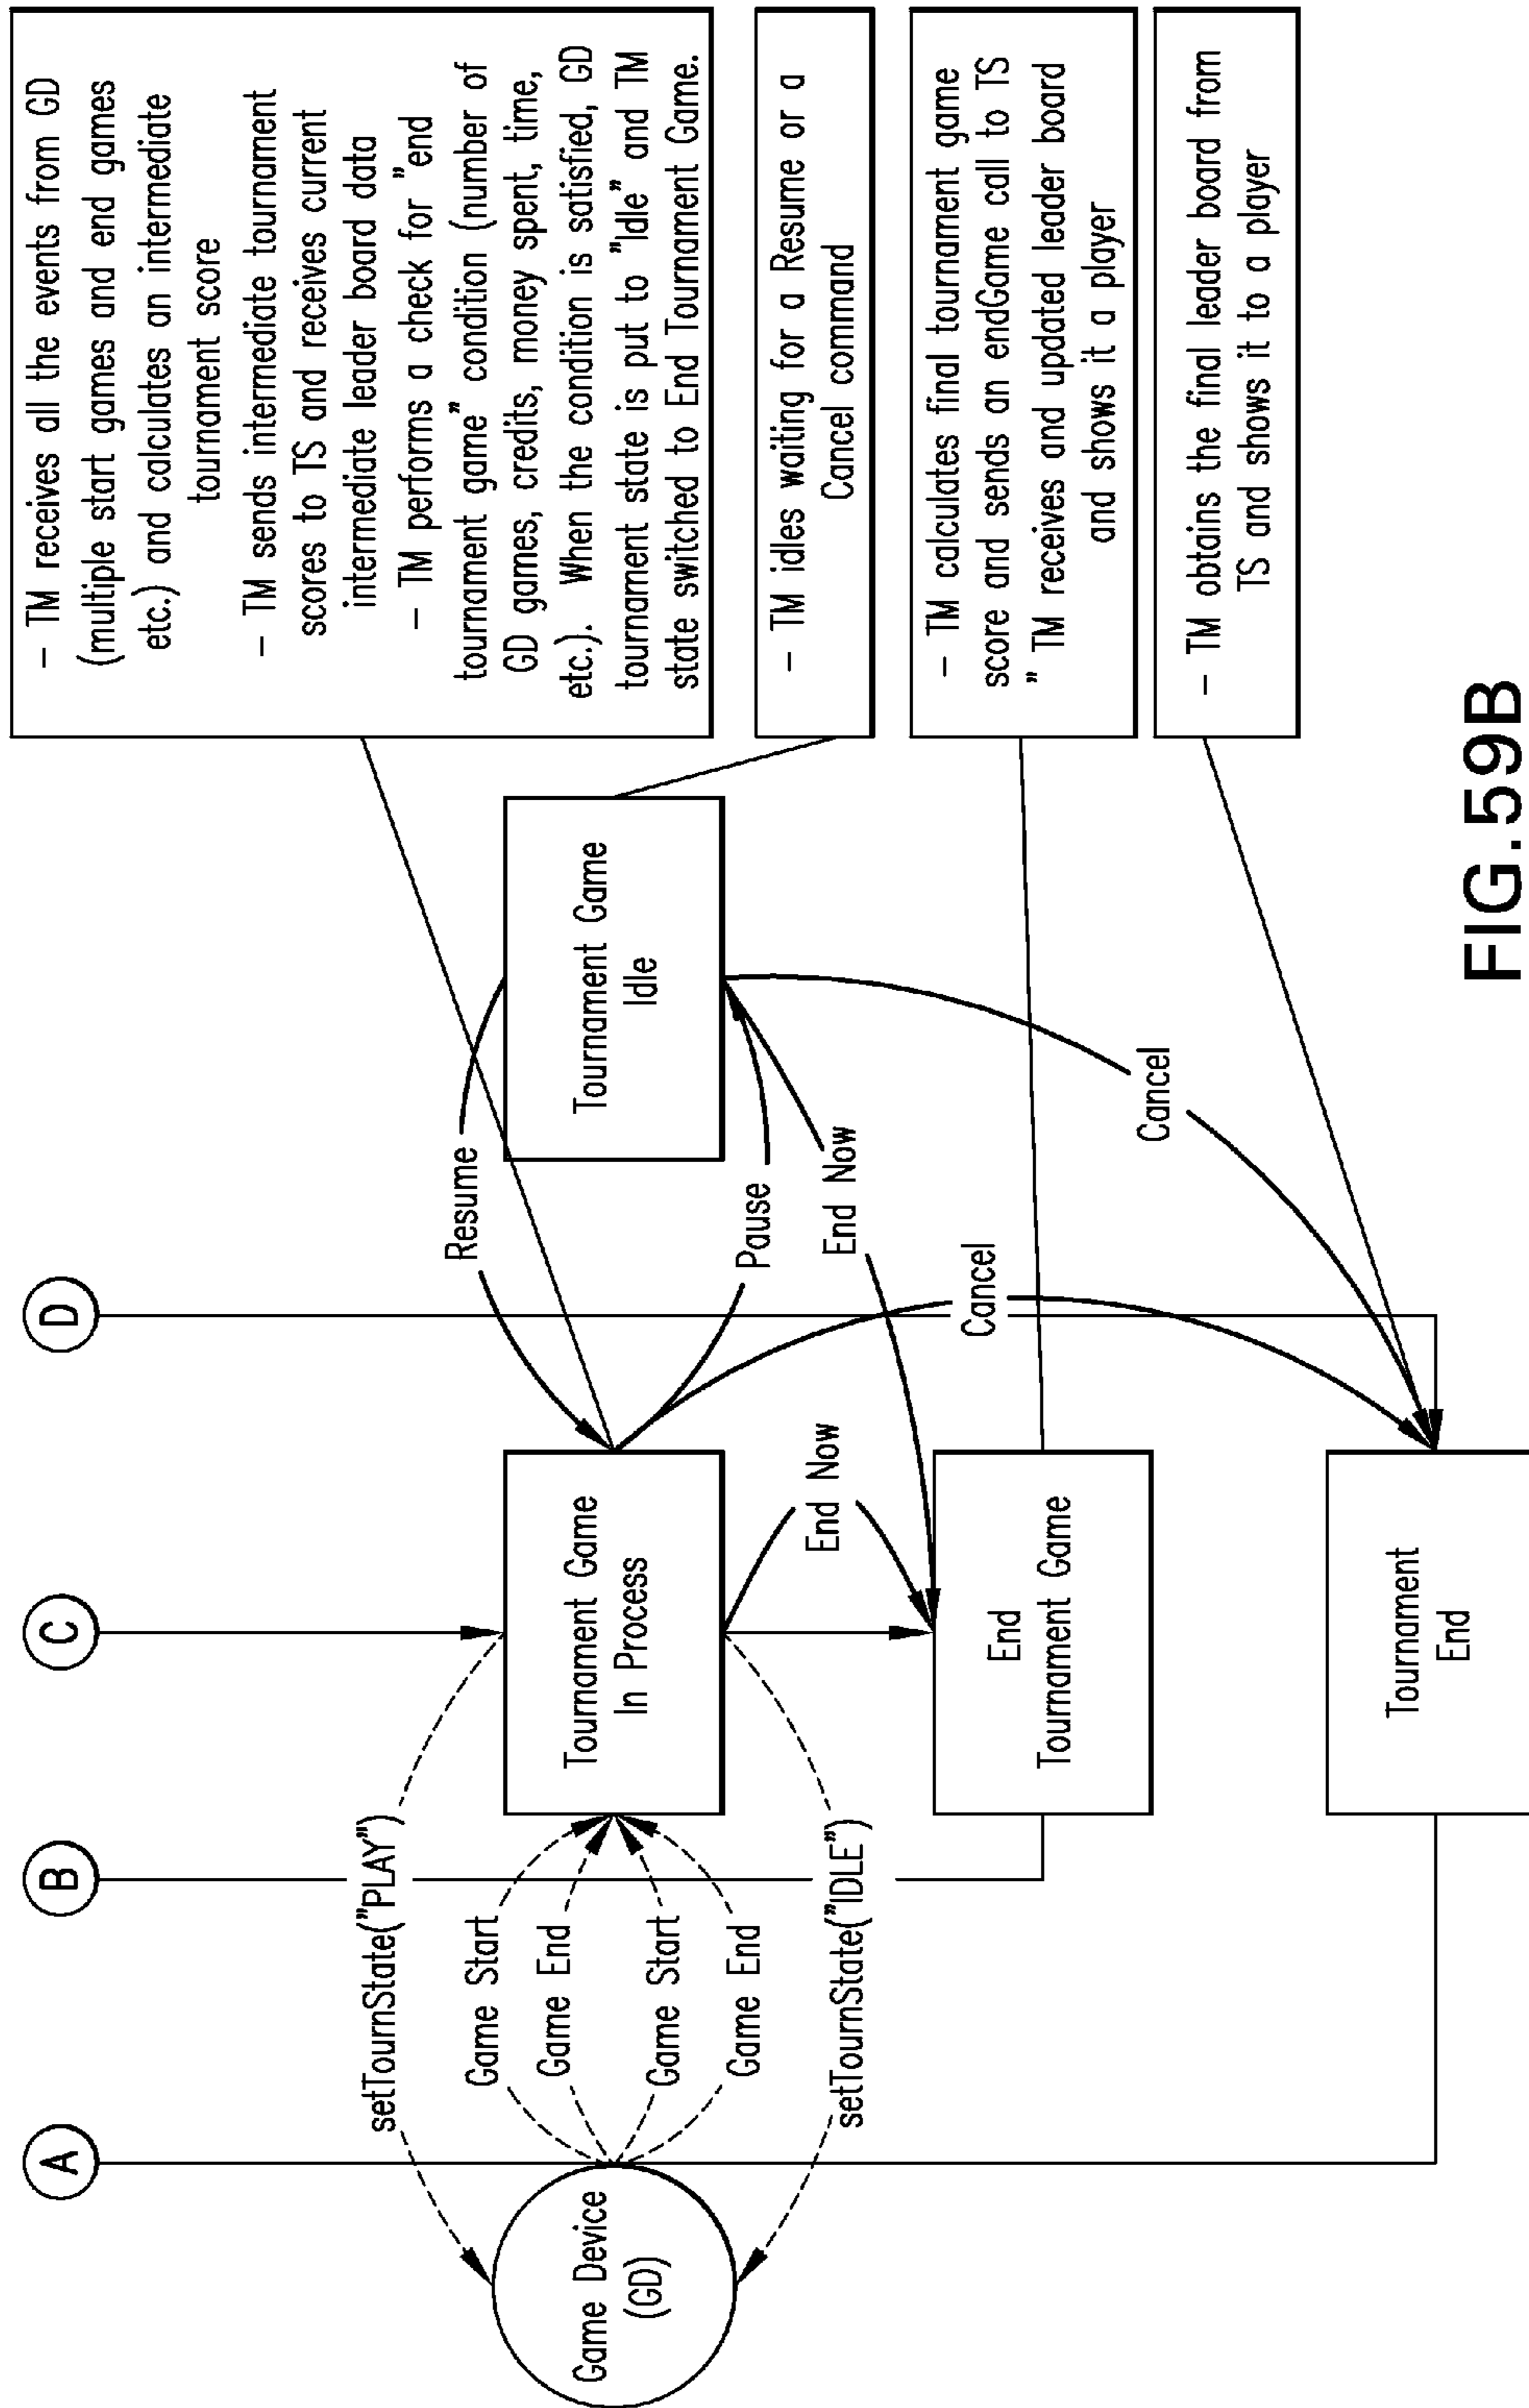 A
B
C
D
setTournState("PLAY")
Game Start
Game End
Game Start
Game End
setTournState("IDLE")
Game Device
(GD)
Tournament Game
In Process
Resume
Pause
Tournament Game
Idle
End Now
End Now
Cancel
Cancel
End
Tournament Game
Tournament
End
– TM receives all the events from GD
(multiple start games and end games
etc.) and calculates an intermediate
tournament score
– TM sends intermediate tournament
scores to TS and receives current
intermediate leader board data
– TM performs a check for "end
tournament game" condition (number of
GD games, credits, money spent, time,
etc.). When the condition is satisfied, GD
tournament state is put to "Idle" and TM
state switched to End Tournament Game.
– TM idles waiting for a Resume or a
Cancel command
– TM calculates final tournament game
score and sends an endGame call to TS
" TM receives and updated leader board
and shows it a player
– TM obtains the final leader board from
TS and shows it to a player
FIG.59B